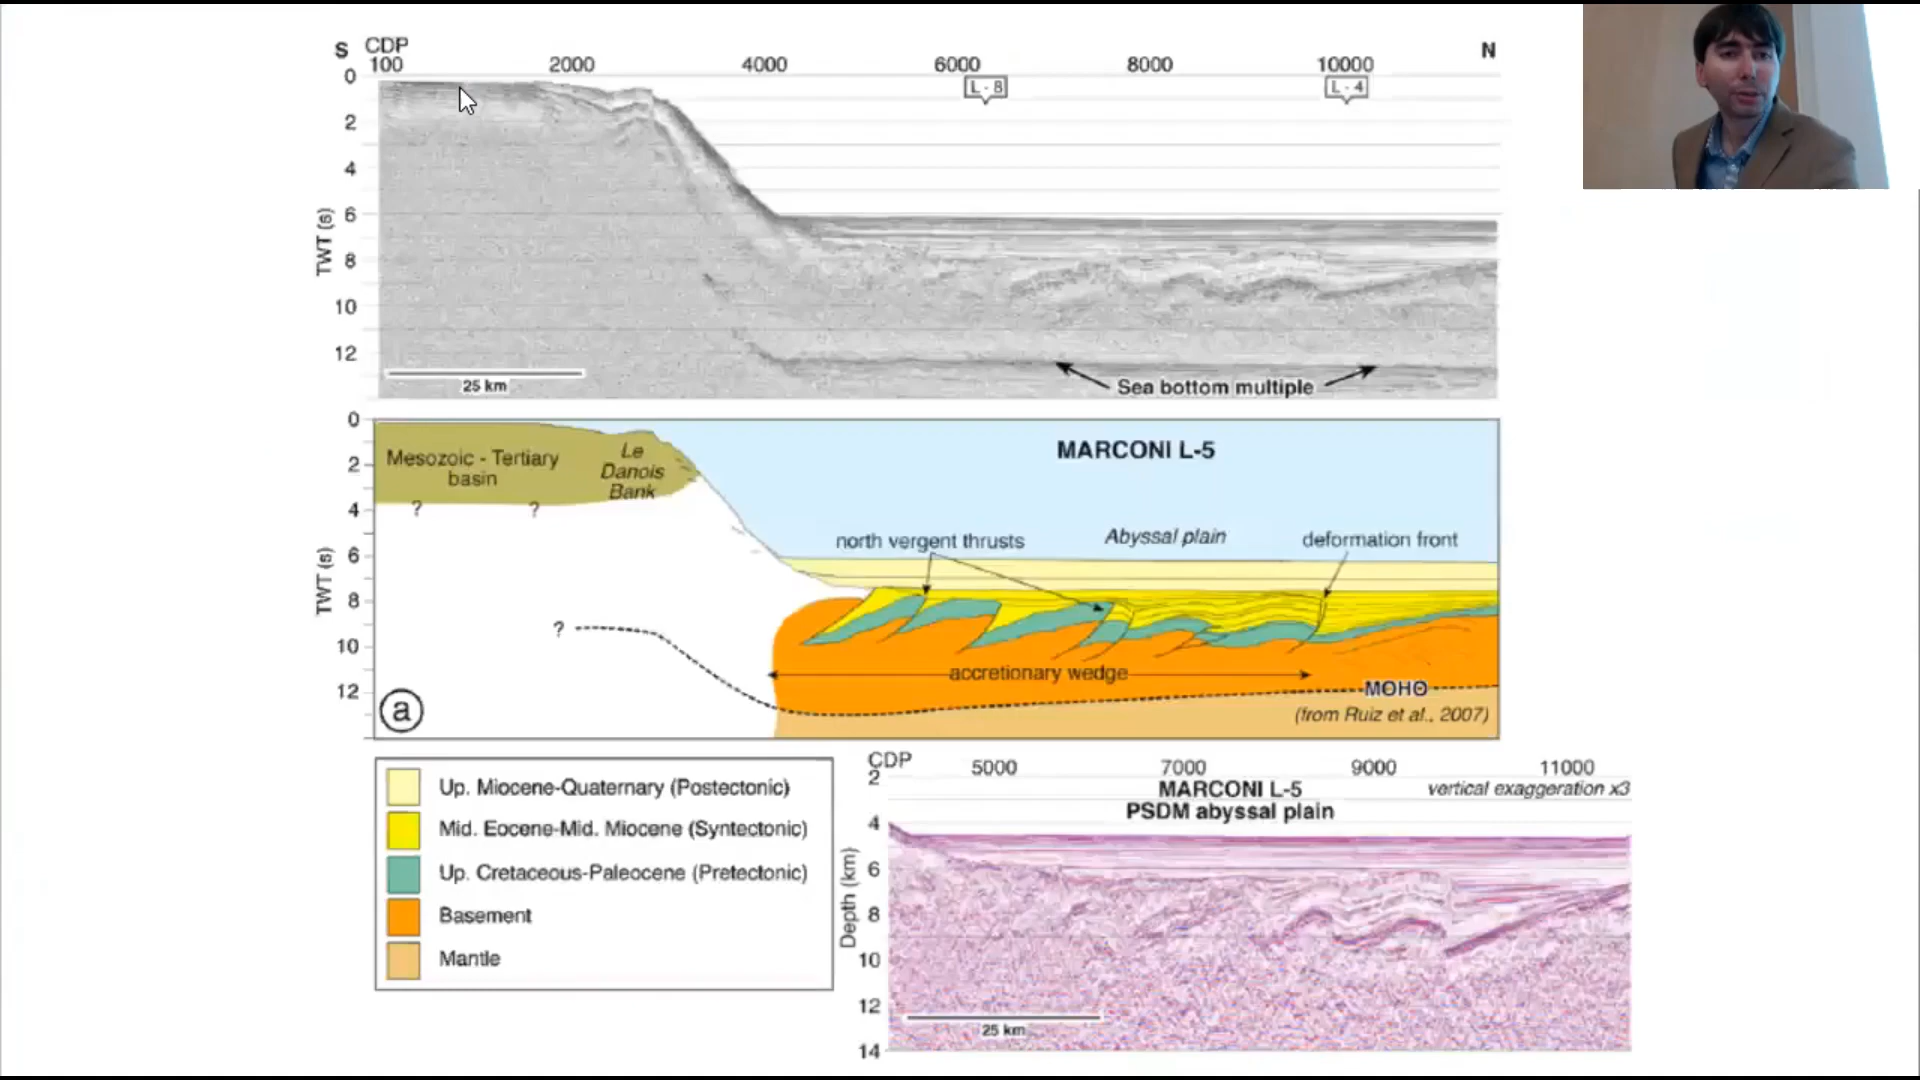 S CDP N
100 2000 4000 6000 8000 10000
L - 8 L - 4
0
2
4
6
8
10
12
TWT (s)
25 km
Sea bottom multiple
0
2
4
6
8
10
12
TWT (s)
Mesozoic - Tertiary
basin
Le
Danois
Bank
? ?
MARCONI L-5
north vergent thrusts
Abyssal plain
deformation front
?
accretionary wedge
MOHO
(from Ruiz et al., 2007)
a
Up. Miocene-Quaternary (Postectonic)
Mid. Eocene-Mid. Miocene (Syntectonic)
Up. Cretaceous-Paleocene (Pretectonic)
Basement
Mantle
CDP 5000 7000 9000 11000
MARCONI L-5
PSDM abyssal plain
vertical exaggeration x3
2
4
6
8
10
12
14
Depth (km)
25 km